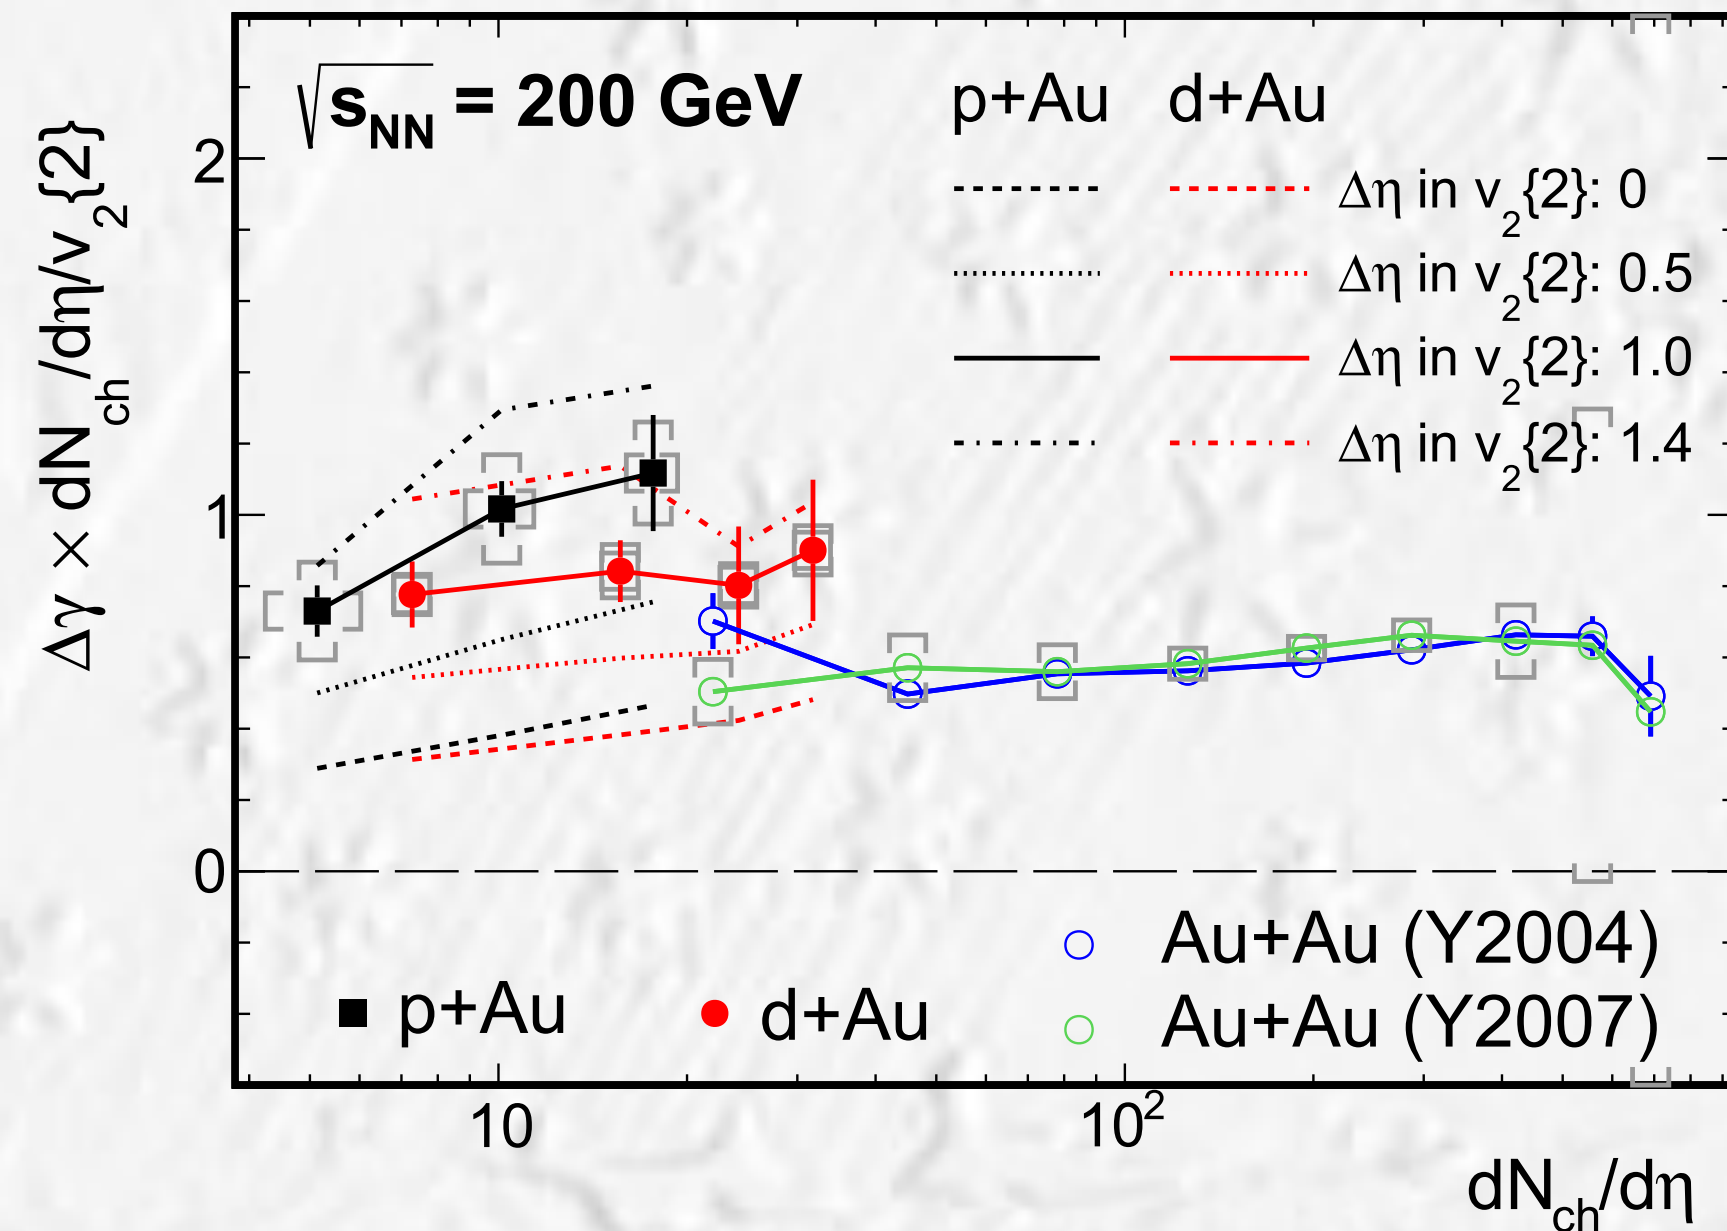 √sNN = 200 GeV
p+Au d+Au
Δη in v2{2}: 0
Δη in v2{2}: 0.5
Δη in v2{2}: 1.0
Δη in v2{2}: 1.4
Δγ × dNch/dη/v2{2}
2
1
0
p+Au
d+Au
Au+Au (Y2004)
Au+Au (Y2007)
10
10²
dNch/dη